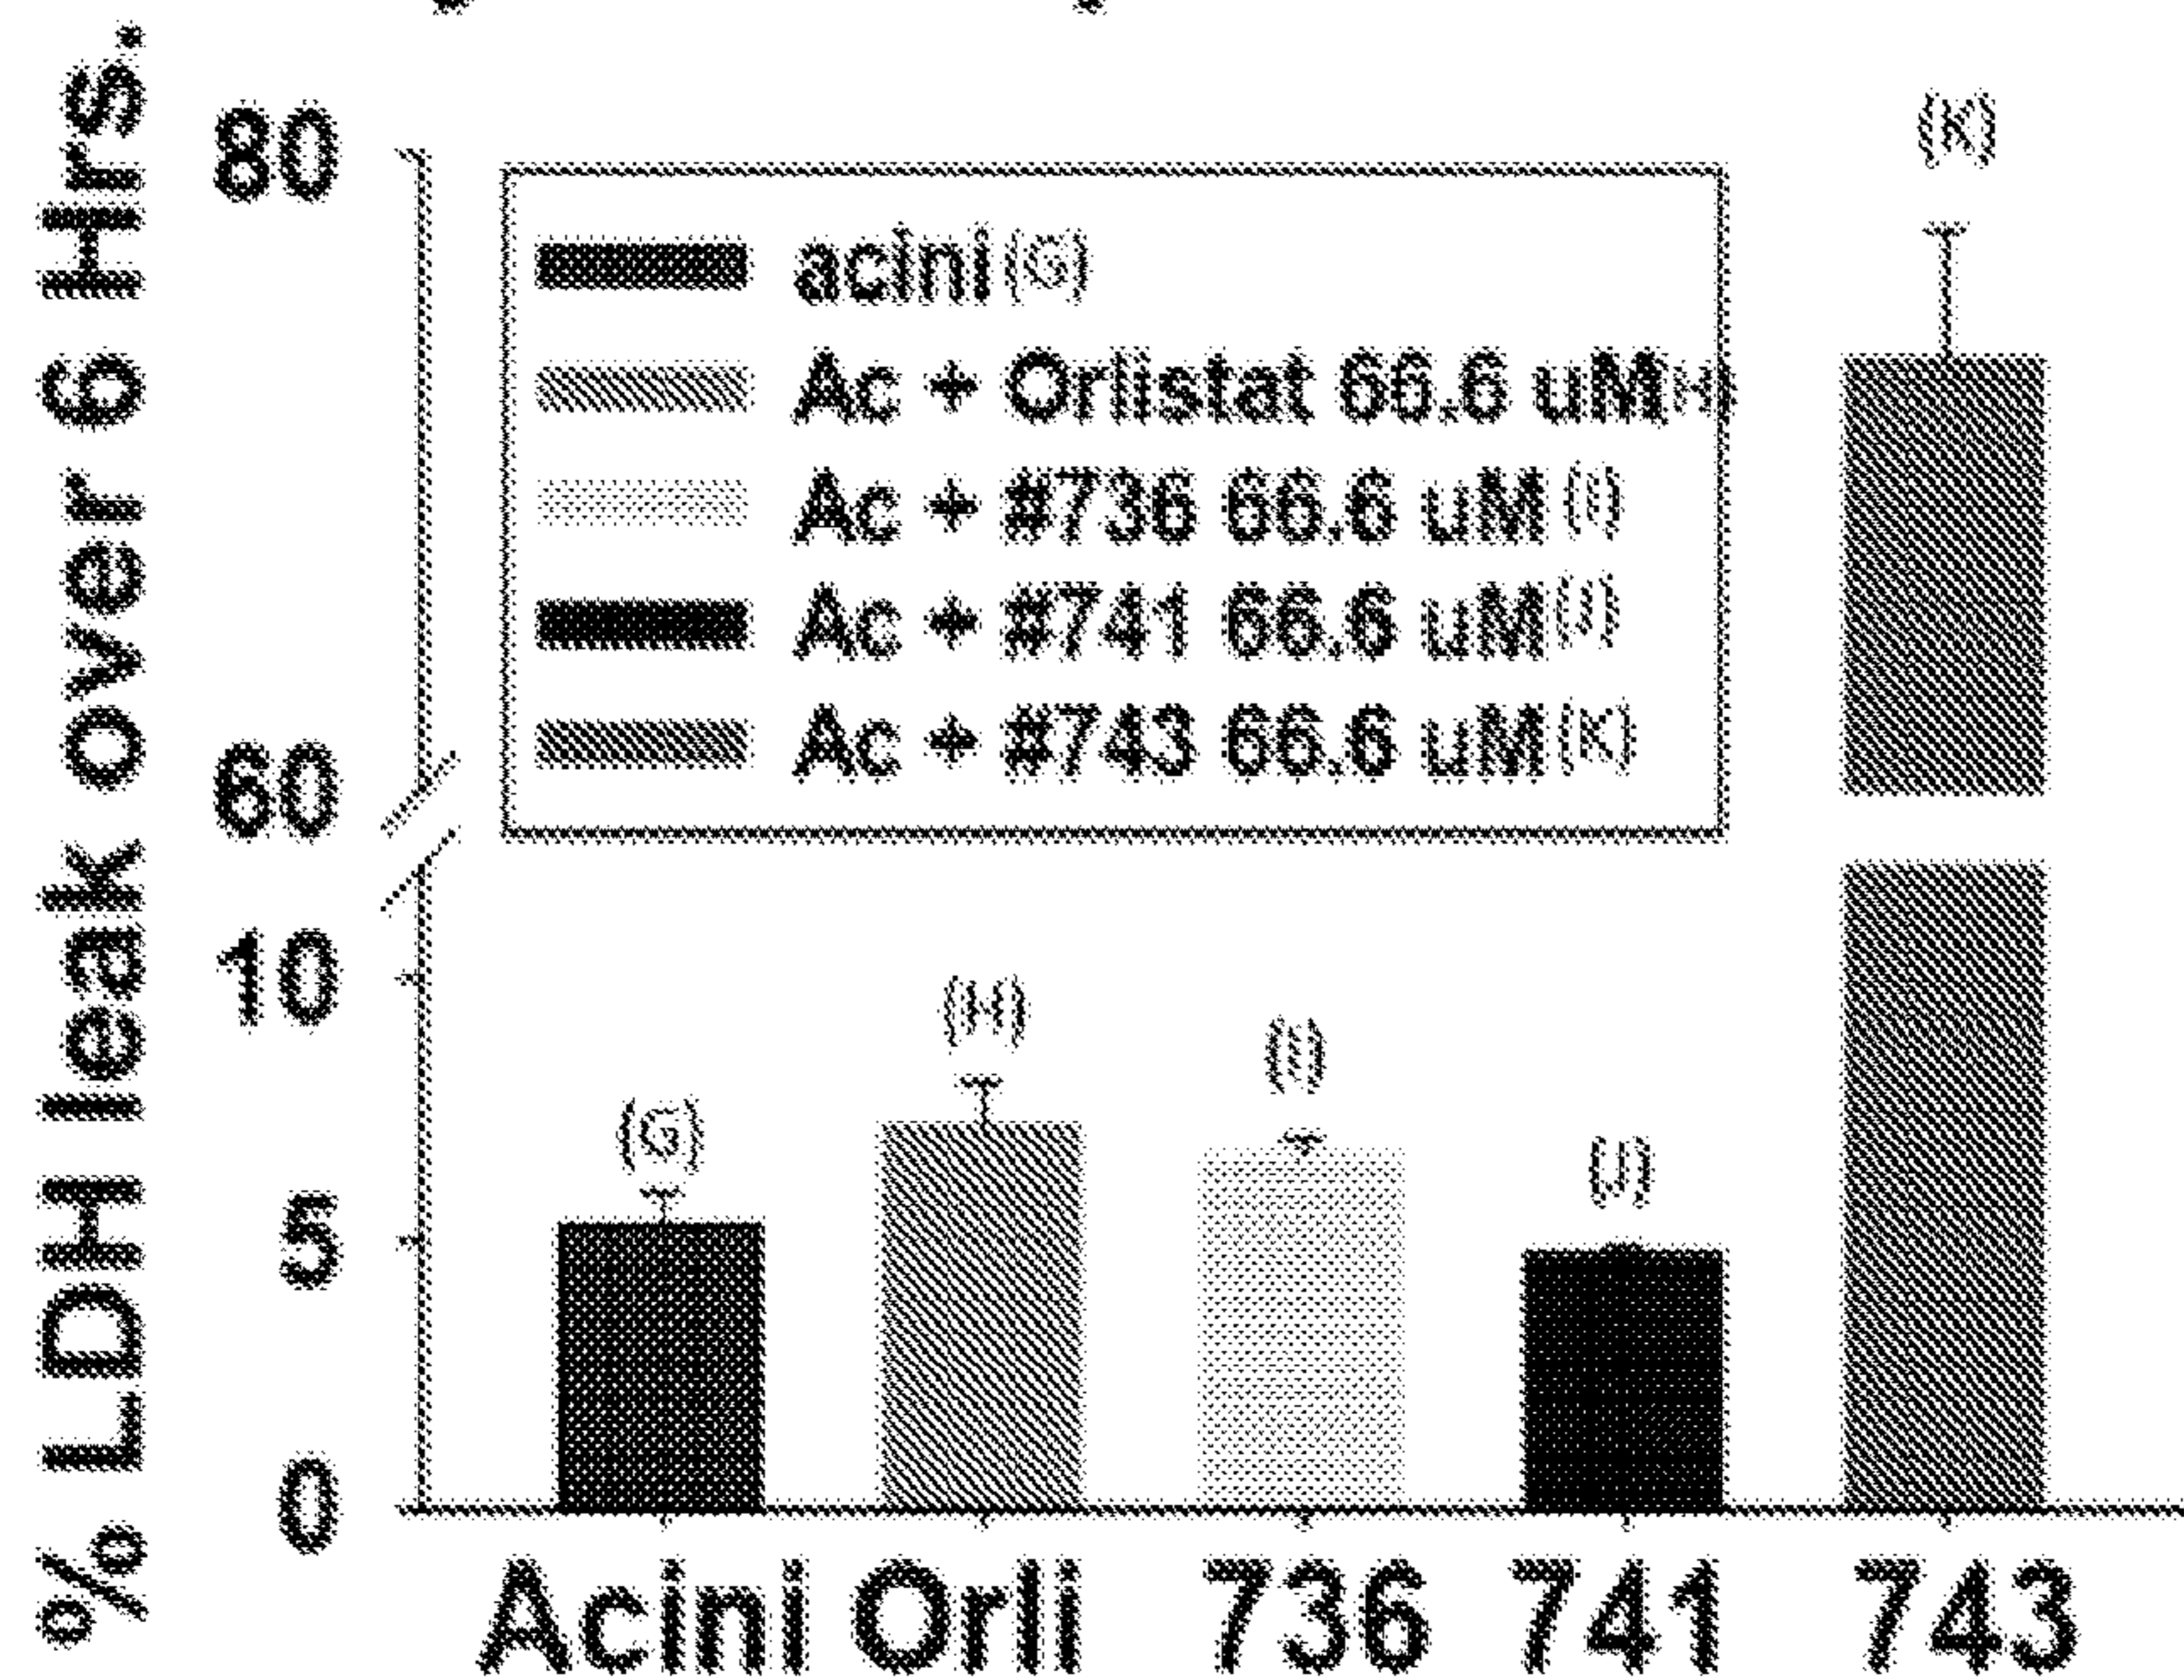 % LDH leak over 6 Hrs.
80
60
10
5
0
acini (G)
Ac + Orlistat 66.6 uM (H)
Ac + #736 66.6 uM (I)
Ac + #741 66.6 uM (J)
Ac + #743 66.6 uM (K)
(K)
(H)
(I)
(G)
(J)
Acini Orli 736 741 743